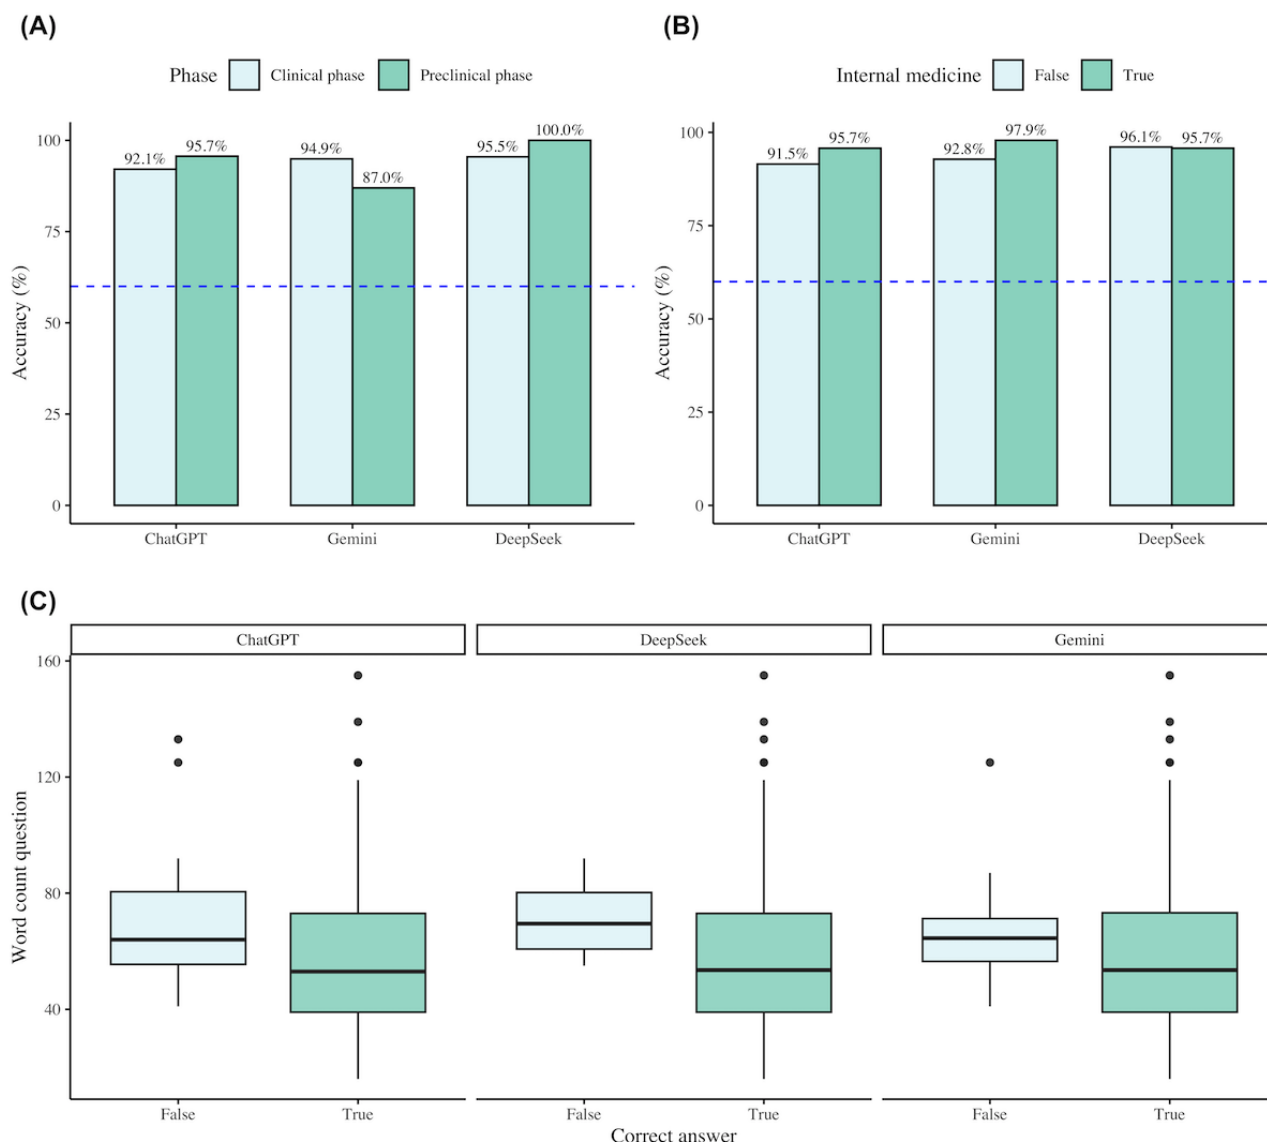 (A)
Phase Clinical phase Preclinical phase
100.0%
92.1% 95.7% 94.9% 87.0% 95.5%
100
75
50
25
0
Accuracy (%)
ChatGPT Gemini DeepSeek
(B)
Internal medicine False True
91.5% 95.7% 92.8% 97.9% 96.1% 95.7%
100
75
50
25
0
Accuracy (%)
ChatGPT Gemini DeepSeek
(C)
ChatGPT DeepSeek Gemini
160
120
80
40
Word count question
False True False True False True
Correct answer